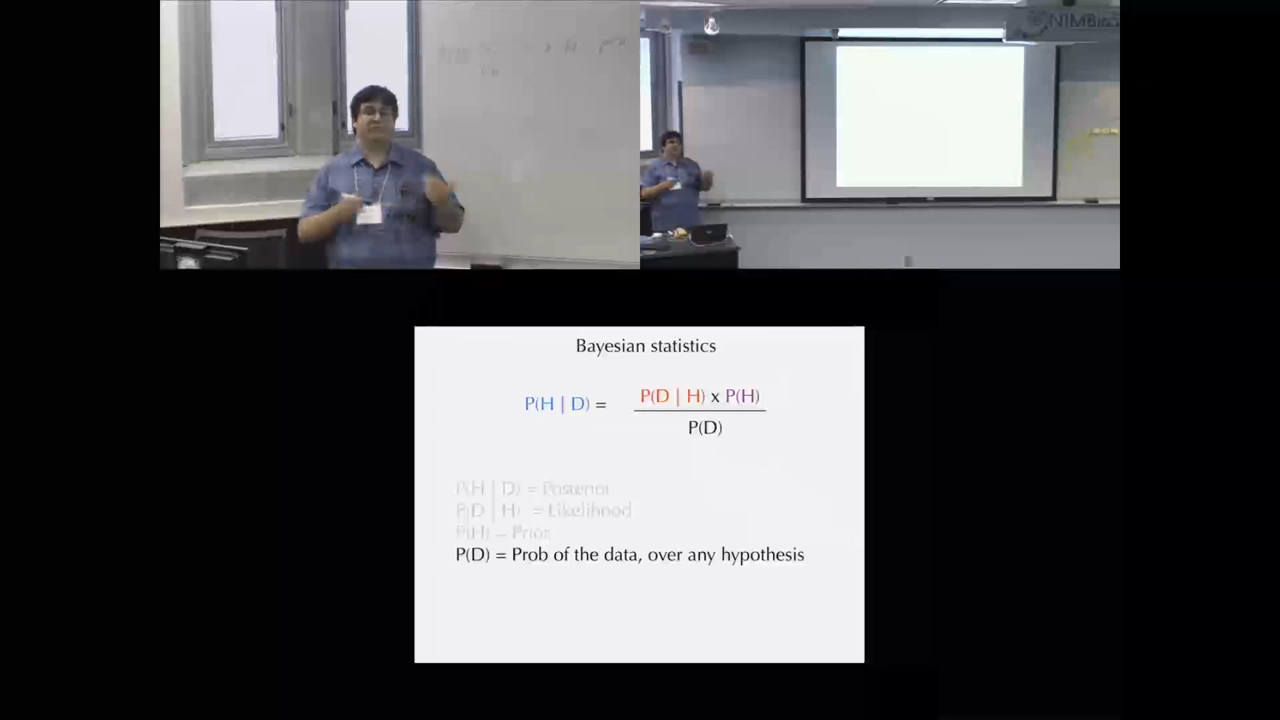 NIMBioS
Bayesian statistics
P(H | D) = P(D | H) x P(H)
P(D)
P(H | D) = Posterior
P(D | H) = Likelihood
P(H) = Prior
P(D) = Prob of the data, over any hypothesis